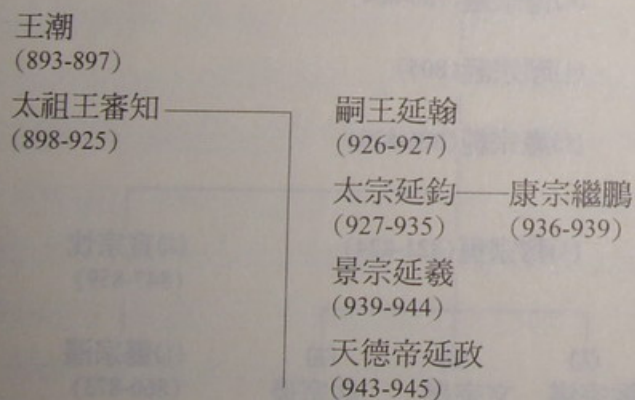 王潮
(893-897)
太祖王審知
(898-925)
嗣王延翰
(926-927)
太宗延鈞
(927-935)
康宗繼鵬
(936-939)
景宗延羲
(939-944)
天德帝延政
(943-945)